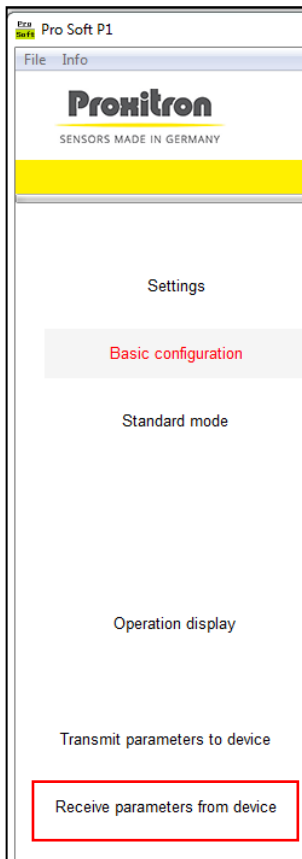 Pro
Soft
Pro Soft P1
File Info
Proxitron
SENSORS MADE IN GERMANY
Settings
Basic configuration
Standard mode
Operation display
Transmit parameters to device
Receive parameters from device